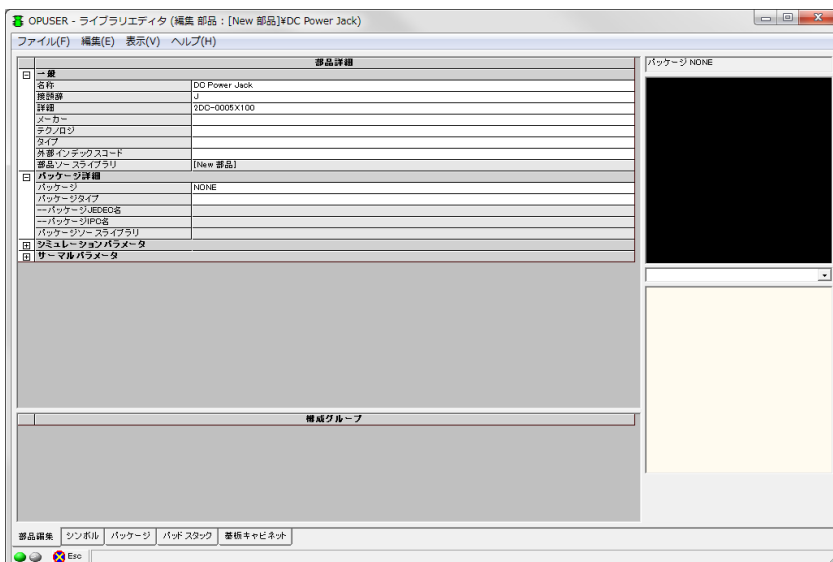 OPUSER - ライブラリエディタ (編集 部品 : [New 部品]¥DC Power Jack)
ファイル(F) 編集(E) 表示(V) ヘルプ(H)
部品詳細
パッケージ NONE
一般
名称 DC Power Jack
接頭辞 J
詳細 2DC-0005X100
メーカー
テクノロジ
タイプ
外部インデックスコード
部品ソースライブラリ [New 部品]
パッケージ詳細
パッケージ NONE
パッケージタイプ
--パッケージJEDEC名
--パッケージIPC名
パッケージソースライブラリ
シミュレーションパラメータ
サーマルパラメータ
構成グループ
部品編集 シンボル パッケージ パッド スタック 基板キャビネット
Esc